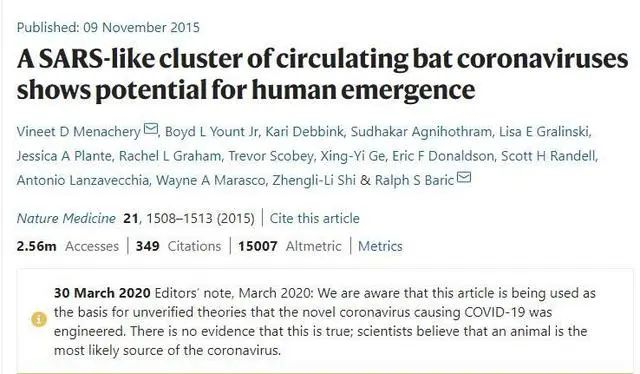 Published: 09 November 2015
A SARS-like cluster of circulating bat coronaviruses
shows potential for human emergence
Vineet D Menachery, Boyd L Yount Jr, Kari Debbink, Sudhakar Agnihothram, Lisa E Gralinski,
Jessica A Plante, Rachel L Graham, Trevor Scobey, Xing-Yi Ge, Eric F Donaldson, Scott H Randell,
Antonio Lanzavecchia, Wayne A Marasco, Zhengli-Li Shi & Ralph S Baric
Nature Medicine 21, 1508–1513 (2015) | Cite this article
2.56m Accesses | 349 Citations | 15007 Altmetric | Metrics
30 March 2020 Editors’ note, March 2020: We are aware that this article is being used as
the basis for unverified theories that the novel coronavirus causing COVID-19 was
engineered. There is no evidence that this is true; scientists believe that an animal is the
most likely source of the coronavirus.